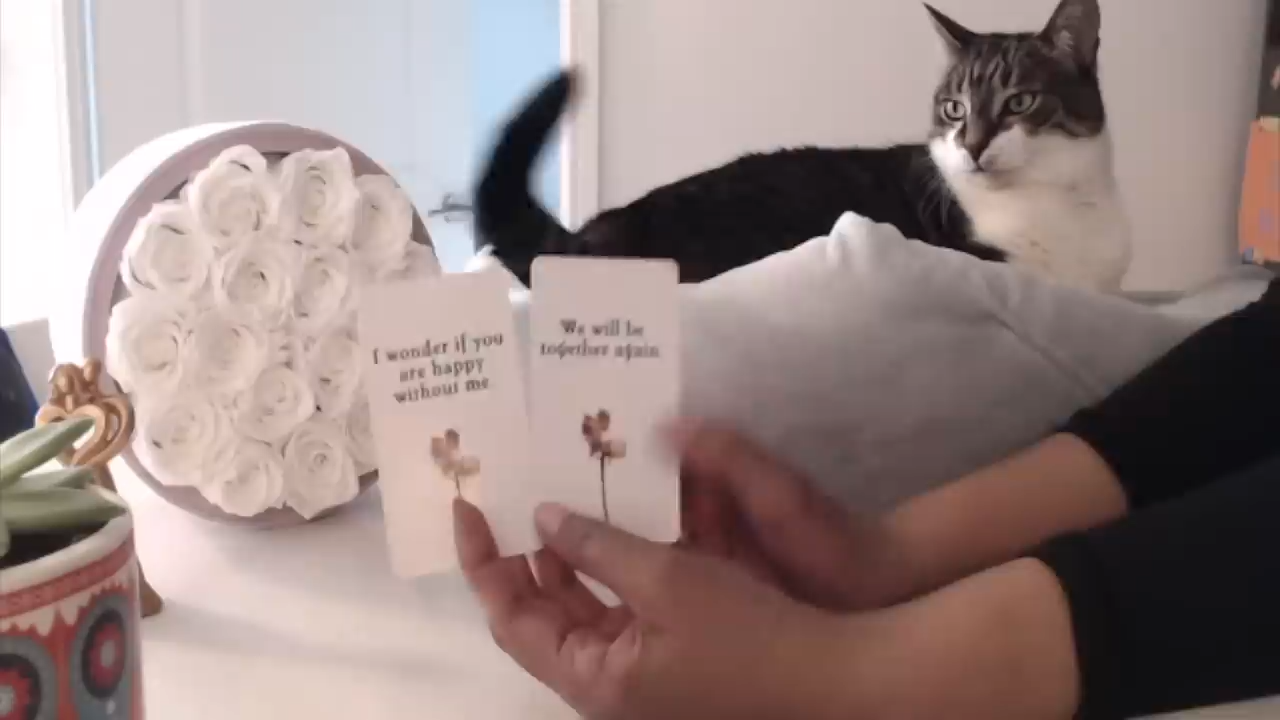 I wonder if you
are happy
without me
We will be
together again